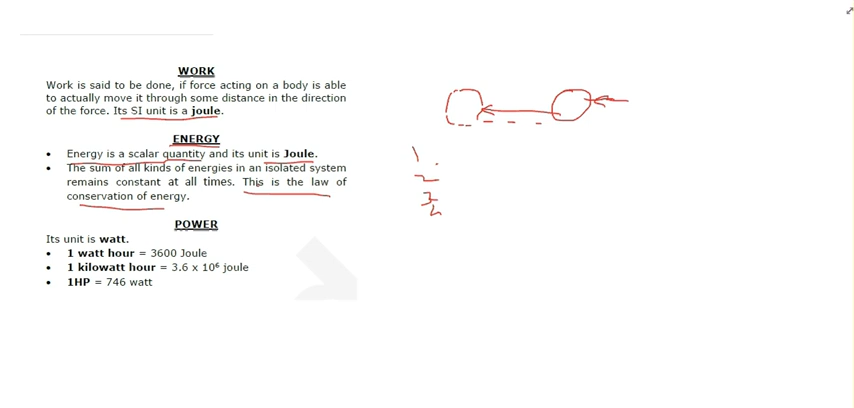 WORK
Work is said to be done, if force acting on a body is able
to actually move it through some distance in the direction
of the force. Its SI unit is a joule.
ENERGY
• Energy is a scalar quantity and its unit is Joule.
• The sum of all kinds of energies in an isolated system
remains constant at all times. This is the law of
conservation of energy.
POWER
Its unit is watt.
• 1 watt hour = 3600 Joule
• 1 kilowatt hour = 3.6 x 10⁶ joule
• 1HP = 746 watt
1.
2
3
4